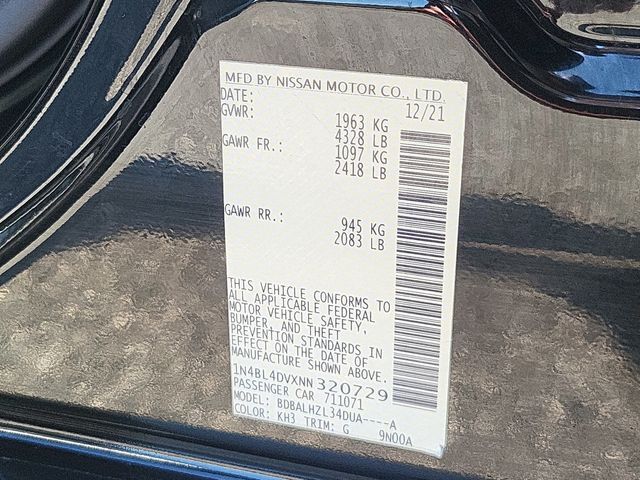 MFD BY NISSAN MOTOR CO., LTD.
DATE: 12/21
GVWR: 1963 KG
4328 LB
GAWR FR.: 1097 KG
2418 LB
GAWR RR.: 945 KG
2083 LB
THIS VEHICLE CONFORMS TO
ALL APPLICABLE FEDERAL
MOTOR VEHICLE SAFETY,
BUMPER, AND THEFT
PREVENTION STANDARDS IN
EFFECT ON THE DATE OF
MANUFACTURE SHOWN ABOVE.
1N4BL4DVXNN 320729
PASSENGER CAR 711071
MODEL: BDBALHZL34DUA----A
COLOR: KH3 TRIM: G 9N00A